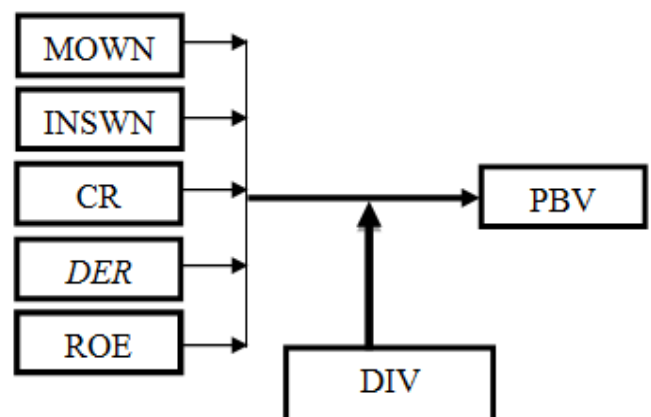 MOWN
INSWN
CR
DER
ROE
PBV
DIV